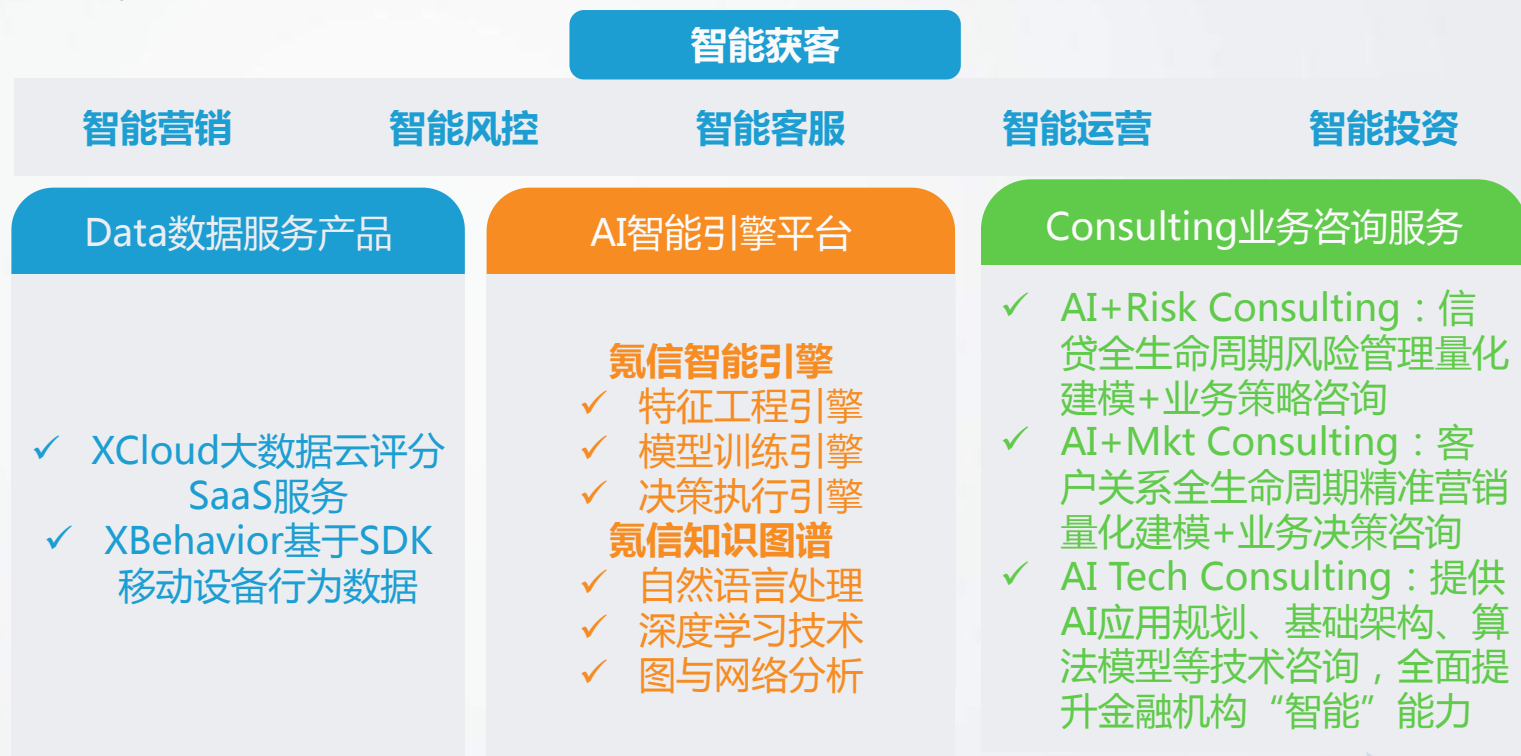 智能获客
智能营销
智能风控
智能客服
智能运营
智能投资
Data数据服务产品
✓ XCloud大数据云评分
SaaS服务
✓ XBehavior基于SDK
移动设备行为数据
AI智能引擎平台
氪信智能引擎
✓ 特征工程引擎
✓ 模型训练引擎
✓ 决策执行引擎
氪信知识图谱
✓ 自然语言处理
✓ 深度学习技术
✓ 图与网络分析
Consulting业务咨询服务
✓ AI+Risk Consulting：信
贷全生命周期风险管理量化
建模+业务策略咨询
✓ AI+Mkt Consulting：客
户关系全生命周期精准营销
量化建模+业务决策咨询
✓ AI Tech Consulting：提供
AI应用规划、基础架构、算
法模型等技术咨询，全面提
升金融机构“智能”能力